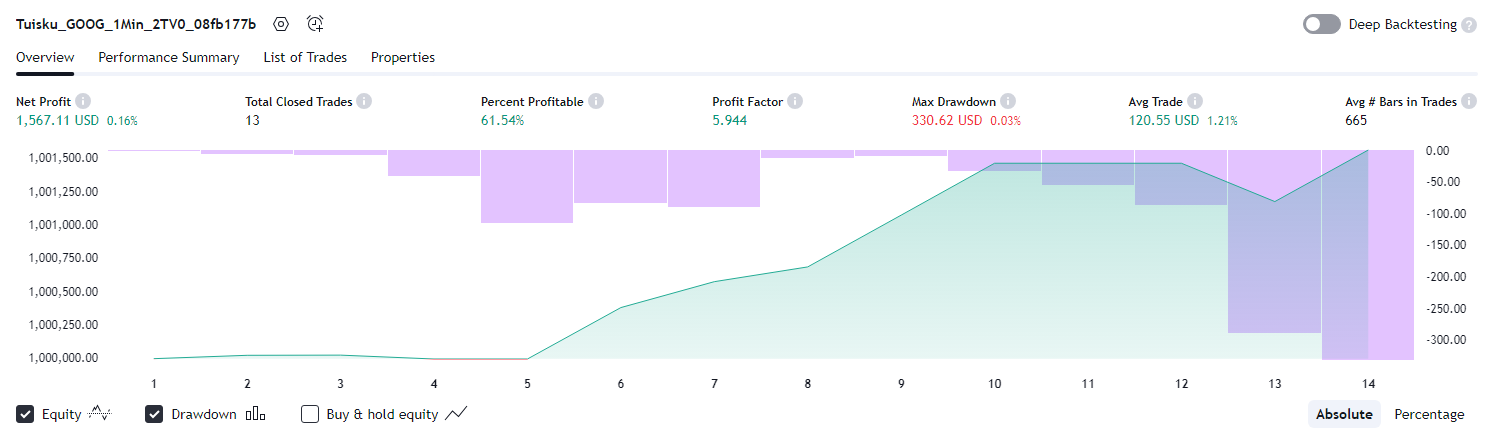 Tuisku_GOOG_1Min_2TV0_08fb177b
Deep Backtesting ?
Overview Performance Summary List of Trades Properties
Net Profit i Total Closed Trades i Percent Profitable i Profit Factor i Max Drawdown i Avg Trade i Avg # Bars in Trades i
1,567.11 USD 0.16% 13 61.54% 5.944 330.62 USD 0.03% 120.55 USD 1.21% 665
1,001,500.00 0.00
1,001,250.00 -50.00
1,001,000.00 -100.00
1,000,750.00 -150.00
1,000,500.00 -200.00
1,000,250.00 -250.00
1,000,000.00 -300.00
1 2 3 4 5 6 7 8 9 10 11 12 13 14
Equity Drawdown Buy & hold equity Absolute Percentage